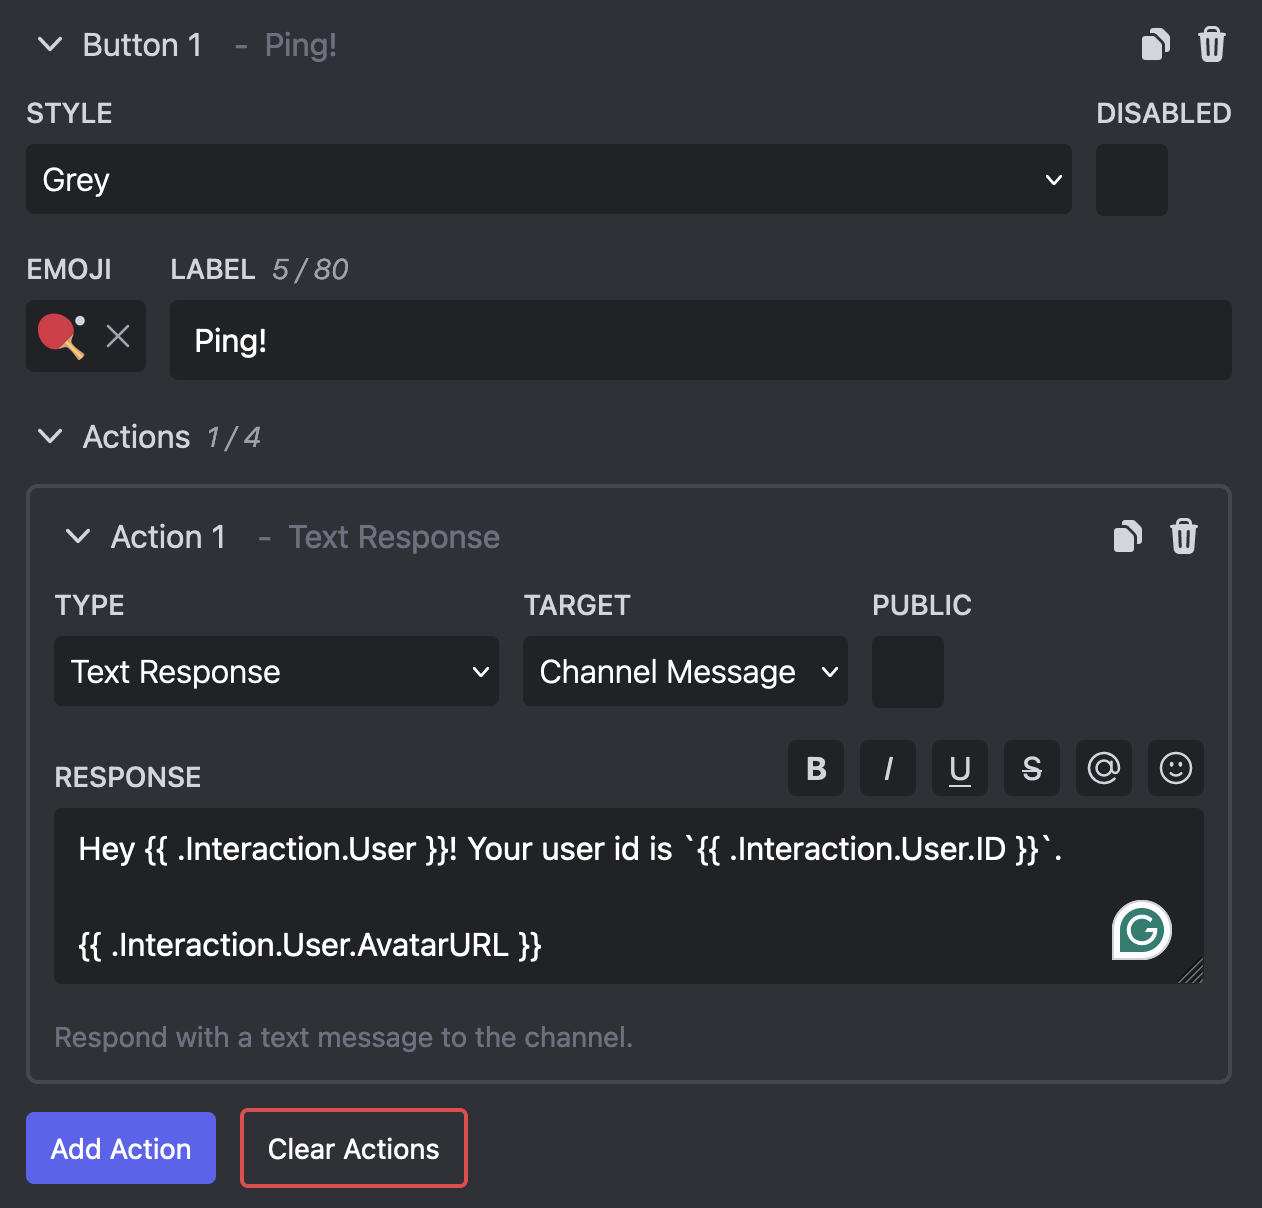 Button 1 - Ping!
STYLE DISABLED
Grey
EMOJI LABEL 5 / 80
Ping!
Actions 1 / 4
Action 1 - Text Response
TYPE TARGET PUBLIC
Text Response Channel Message
RESPONSE B I U S @
Hey {{ .Interaction.User }}! Your user id is `{{ .Interaction.User.ID }}`.
{{ .Interaction.User.AvatarURL }}
G
Respond with a text message to the channel.
Add Action Clear Actions